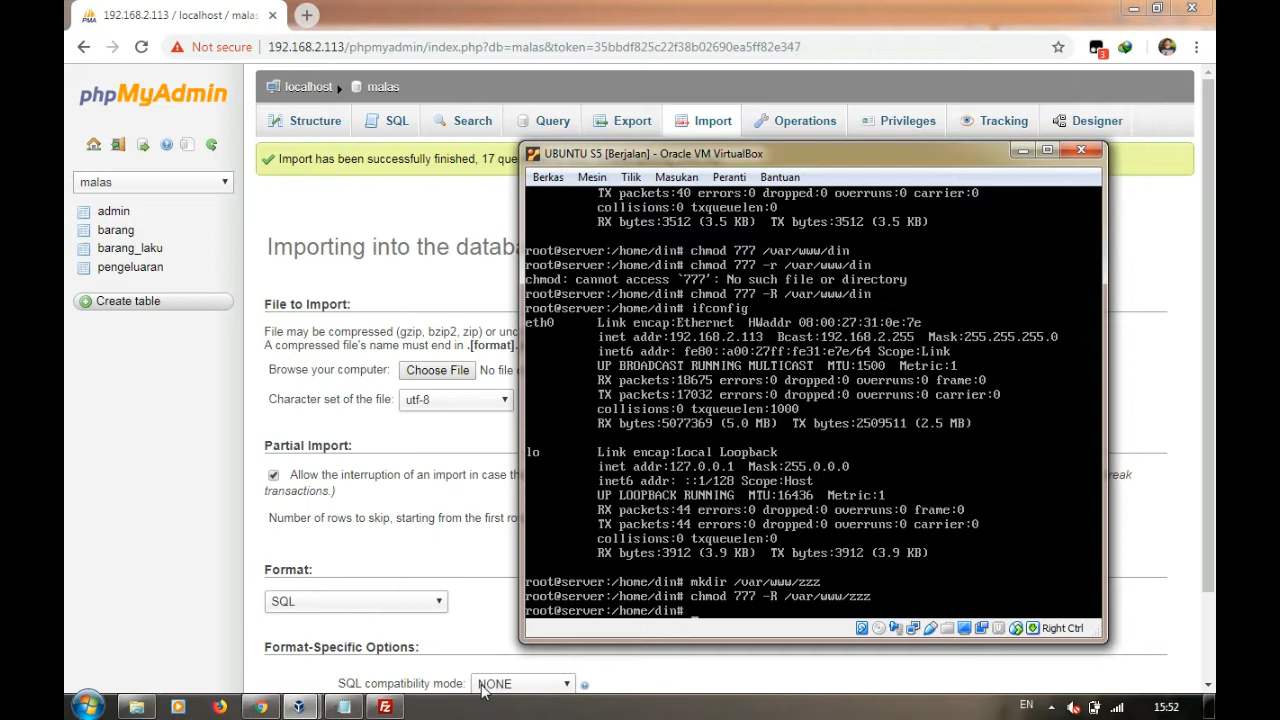 192.168.2.113 / localhost / malas
Not secure
192.168.2.113/phpmyadmin/index.php?db=malas&token=35bbdf825c22f38b02690ea5ff82e347
3
phpMyAdmin
malas
admin
barang
barang_laku
pengeluaran
Create table
localhost
malas
Structure
SQL
Search
Query
Export
Import
Operations
Privileges
Tracking
Designer
Import has been successfully finished, 17 que
Importing into the databa
File to Import:
File may be compressed (gzip, bzip2, zip) or unc
A compressed file's name must end in .[format].
Browse your computer:
Choose File
No file c
Character set of the file:
utf-8
Partial Import:
Allow the interruption of an import in case th
break
transactions.)
Number of rows to skip, starting from the first ro
Format:
SQL
Format-Specific Options:
SQL compatibility mode:
NONE
UBUNTU S5 [Berjalan] - Oracle VM VirtualBox
Berkas
Mesin
Tilik
Masukan
Peranti
Bantuan
TX packets:40 errors:0 dropped:0 overruns:0 carrier:0
collisions:0 txqueuelen:0
RX bytes:3512 (3.5 KB)  TX bytes:3512 (3.5 KB)
root@server:/home/din# chmod 777 /var/www/din
root@server:/home/din# chmod 777 -r /var/www/din
chmod: cannot access `777': No such file or directory
root@server:/home/din# chmod 777 -R /var/www/din
root@server:/home/din# ifconfig
eth0      Link encap:Ethernet  HWaddr 08:00:27:31:0e:7e
inet addr:192.168.2.113  Bcast:192.168.2.255  Mask:255.255.255.0
inet6 addr: fe80::a00:27ff:fe31:e7e/64 Scope:Link
UP BROADCAST RUNNING MULTICAST  MTU:1500  Metric:1
RX packets:18675 errors:0 dropped:0 overruns:0 frame:0
TX packets:17032 errors:0 dropped:0 overruns:0 carrier:0
collisions:0 txqueuelen:1000
RX bytes:5077369 (5.0 MB)  TX bytes:2509511 (2.5 MB)
lo        Link encap:Local Loopback
inet addr:127.0.0.1  Mask:255.0.0.0
inet6 addr: ::1/128 Scope:Host
UP LOOPBACK RUNNING  MTU:16436  Metric:1
RX packets:44 errors:0 dropped:0 overruns:0 frame:0
TX packets:44 errors:0 dropped:0 overruns:0 carrier:0
collisions:0 txqueuelen:0
RX bytes:3912 (3.9 KB)  TX bytes:3912 (3.9 KB)
root@server:/home/din# mkdir /var/www/zzz
root@server:/home/din# chmod 777 -R /var/www/zzz
root@server:/home/din# _
Right Ctrl
EN
15:52